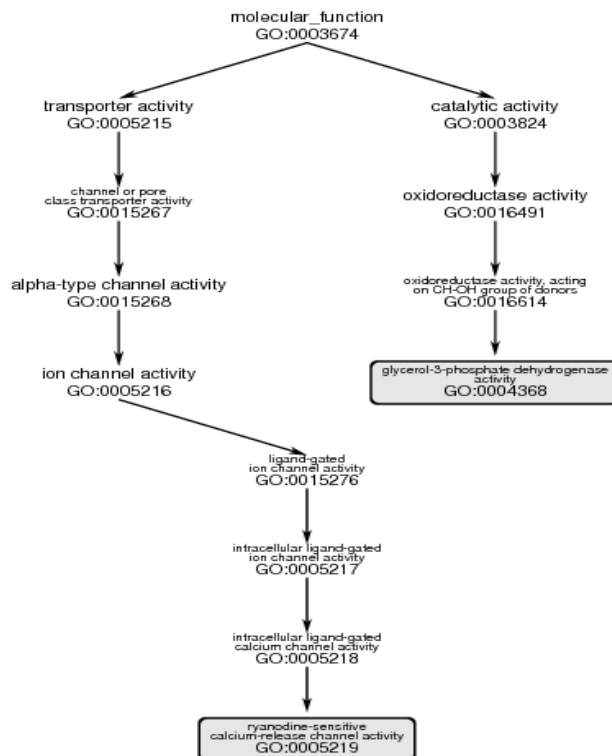 molecular_function
GO:0003674
transporter activity
GO:0005215
catalytic activity
GO:0003824
channel or pore
class transporter activity
GO:0015267
oxidoreductase activity
GO:0016491
alpha-type channel activity
GO:0015268
oxidoreductase activity, acting
on CH-OH group of donors
GO:0016614
ion channel activity
GO:0005216
glycerol-3-phosphate dehydrogenase
activity
GO:0004368
ligand-gated
ion channel activity
GO:0015276
intracellular ligand-gated
ion channel activity
GO:0005217
intracellular ligand-gated
calcium channel activity
GO:0005218
ryanodine-sensitive
calcium-release channel activity
GO:0005219